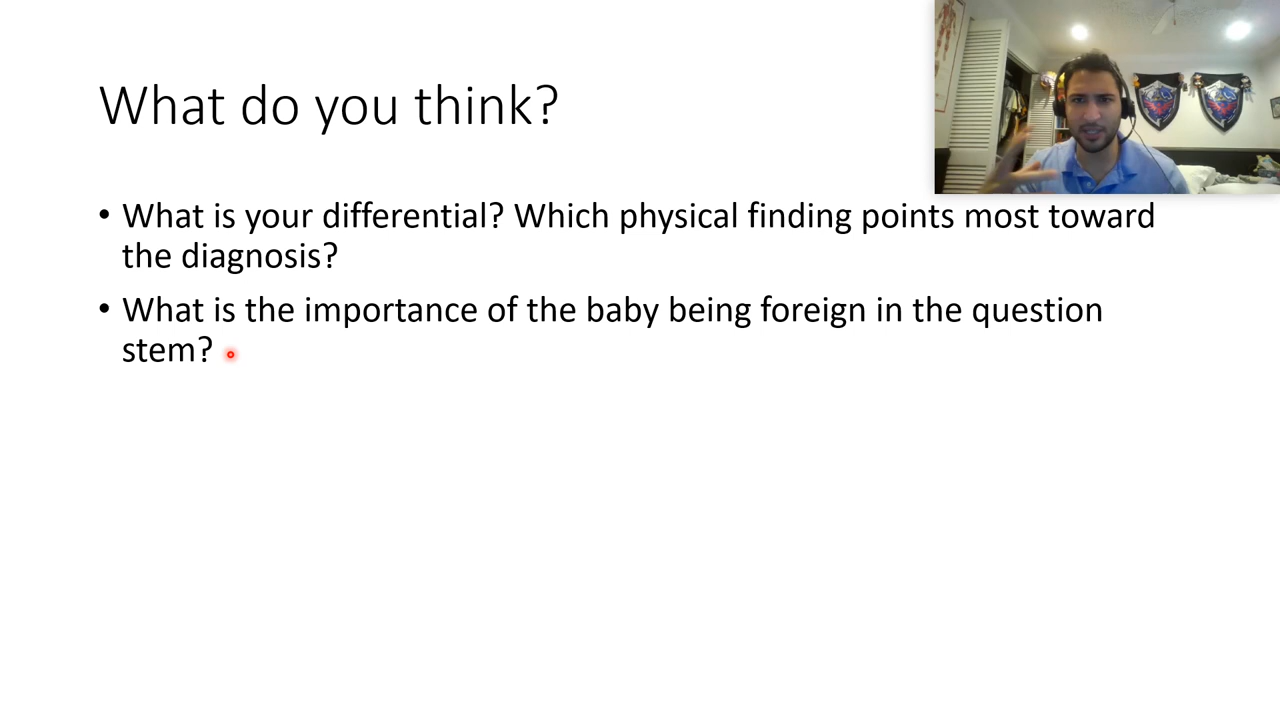 What do you think?
• What is your differential? Which physical finding points most toward
the diagnosis?
• What is the importance of the baby being foreign in the question
stem?